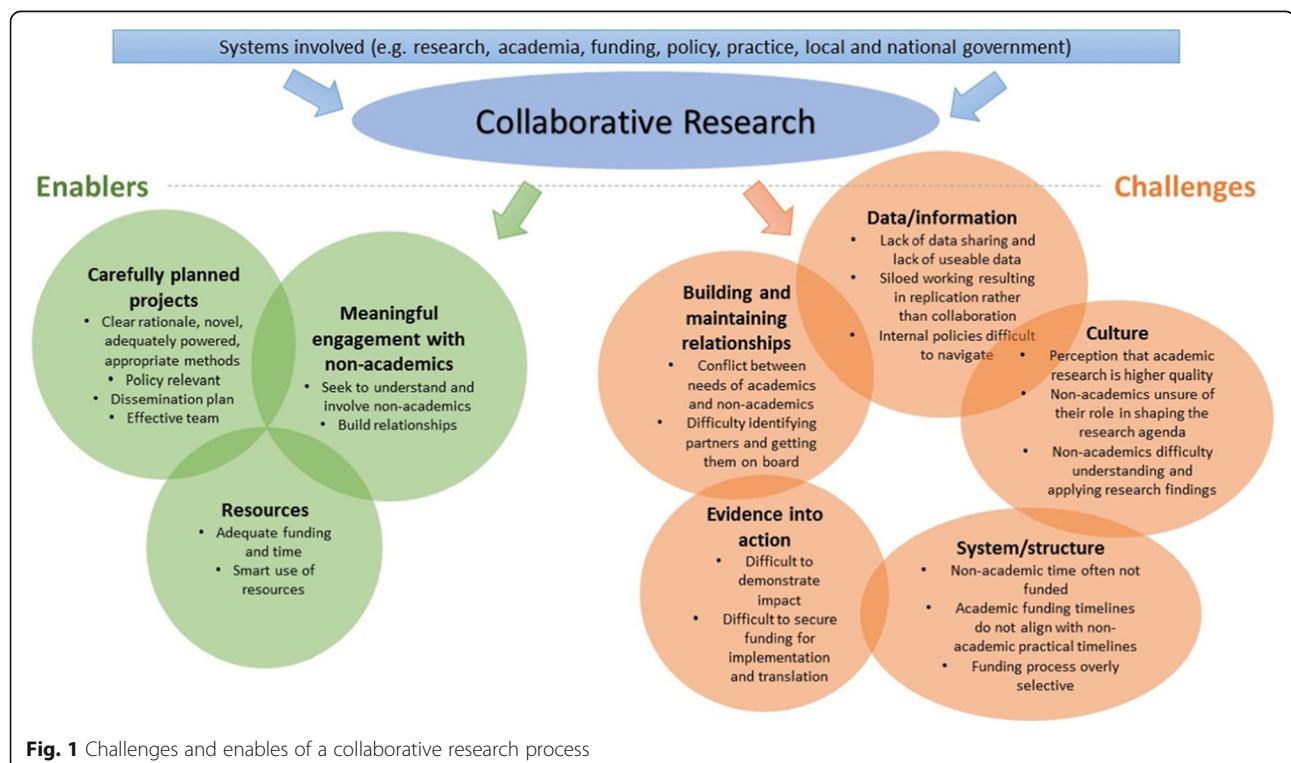 Systems involved (e.g. research, academia, funding, policy, practice, local and national government)
Collaborative Research
Enablers
Challenges
Carefully planned
projects
• Clear rationale, novel,
adequately powered,
appropriate methods
• Policy relevant
• Dissemination plan
• Effective team
Meaningful
engagement with
non-academics
• Seek to understand and
involve non-academics
• Build relationships
Resources
• Adequate funding
and time
• Smart use of
resources
Data/information
• Lack of data sharing and
lack of useable data
• Siloed working resulting
in replication rather
than collaboration
• Internal policies difficult
to navigate
Building and
maintaining
relationships
• Conflict between
needs of academics
and non-academics
• Difficulty identifying
partners and getting
them on board
Culture
• Perception that academic
research is higher quality
• Non-academics unsure of
their role in shaping the
research agenda
• Non-academics difficulty
understanding and
applying research findings
Evidence into
action
• Difficult to
demonstrate
impact
• Difficult to secure
funding for
implementation
and translation
System/structure
• Non-academic time often not
funded
• Academic funding timelines
do not align with non-
academic practical timelines
• Funding process overly
selective
Fig. 1 Challenges and enables of a collaborative research process